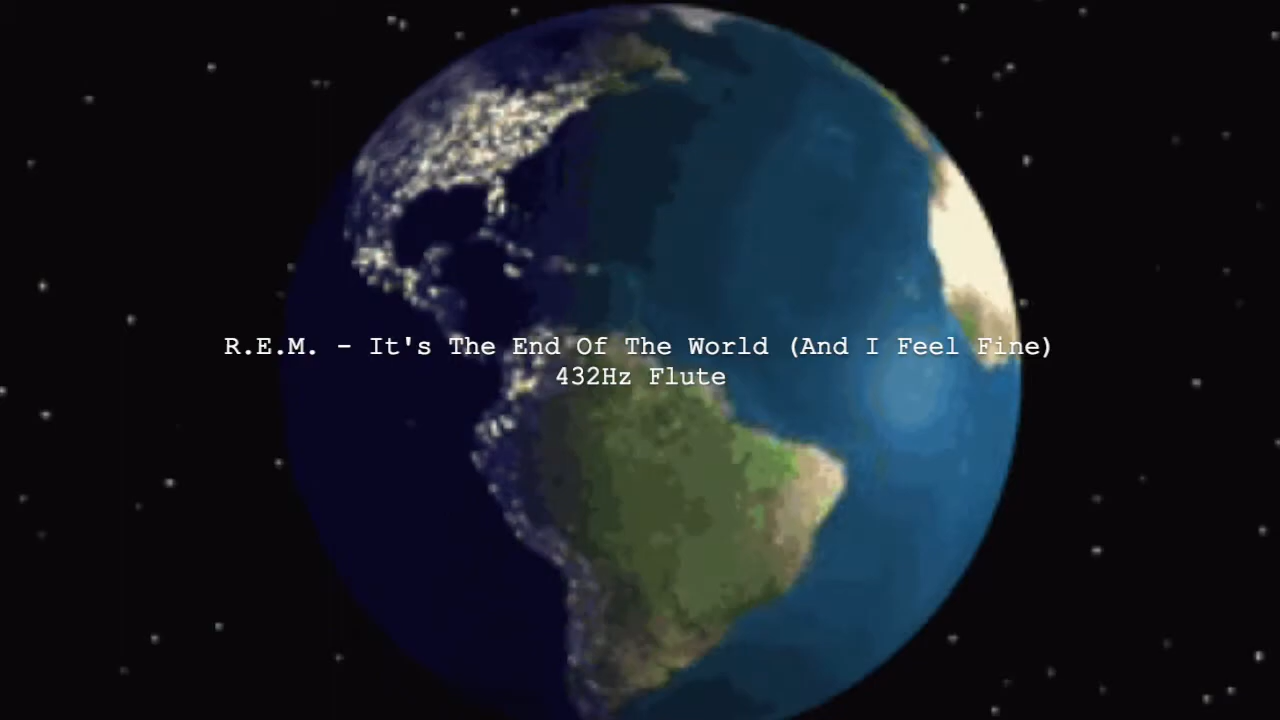 R.E.M. - It's The End Of The World (And I Feel Fine)
432Hz Flute